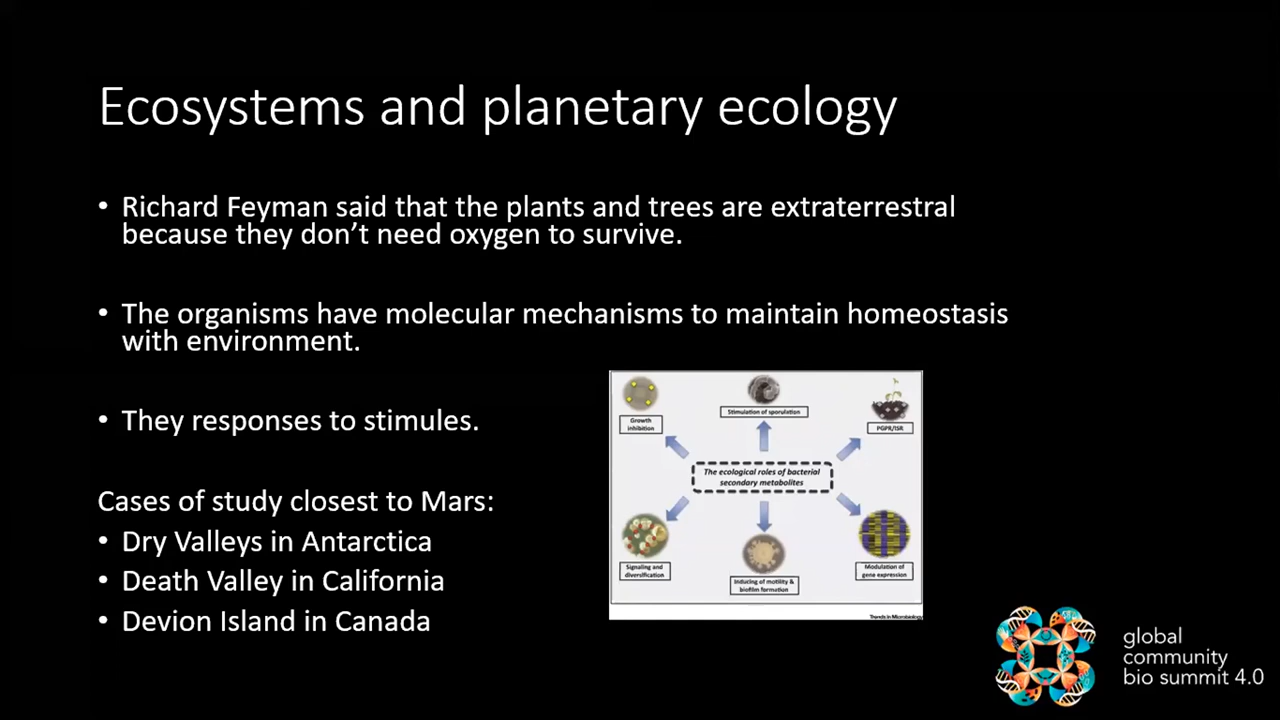 Ecosystems and planetary ecology
• Richard Feyman said that the plants and trees are extraterrestral
because they don't need oxygen to survive.
• The organisms have molecular mechanisms to maintain homeostasis
with environment.
• They responses to stimules.
Cases of study closest to Mars:
• Dry Valleys in Antarctica
• Death Valley in California
• Devion Island in Canada
Growth
inhibition
Stimulation of sporulation
PGPR/ISR
The ecological roles of bacterial
secondary metabolites
Signaling and
diversification
Inducing of motility &
biofilm formation
Modulation of
gene expression
Trends in Microbiology
global
community
bio summit 4.0